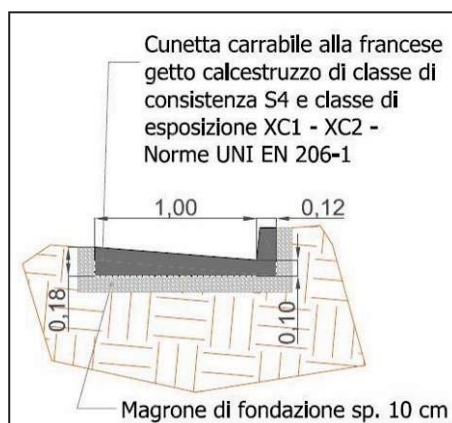 Cunetta carrabile alla francese
getto calcestruzzo di classe di
consistenza S4 e classe di
esposizione XC1 - XC2 -
Norme UNI EN 206-1
1,00
0,12
0,18
0,10
Magrone di fondazione sp. 10 cm